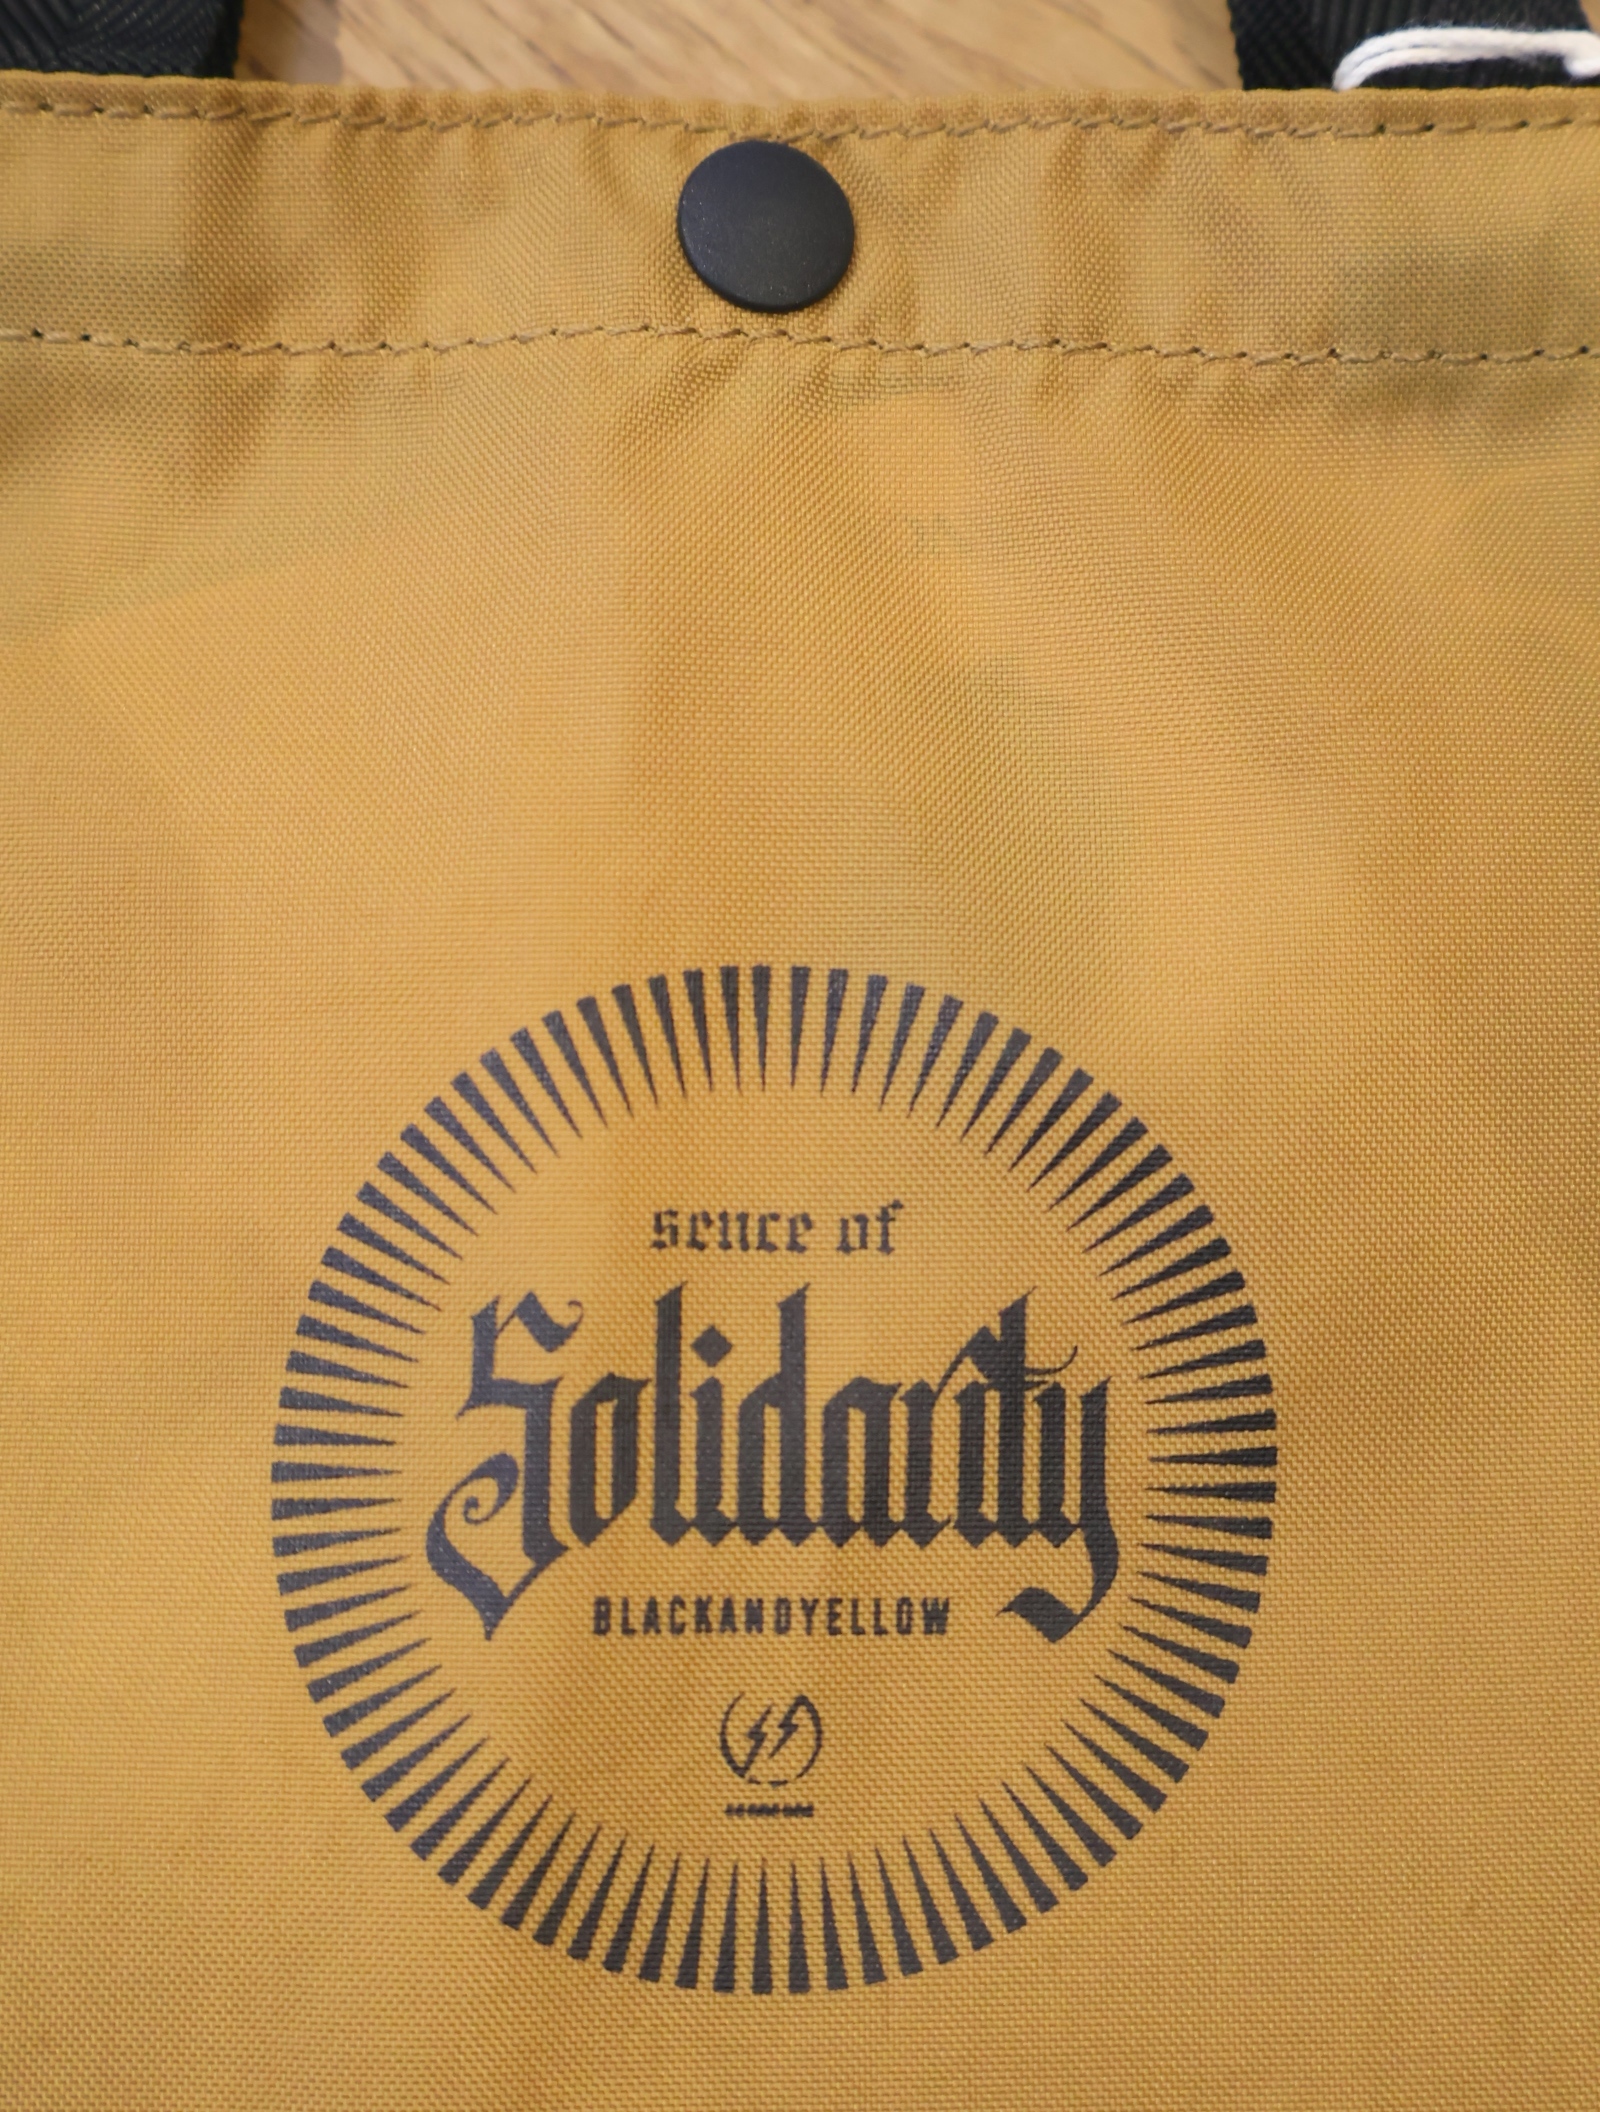 sence of
Solidarity
BLACKANDYELLOW